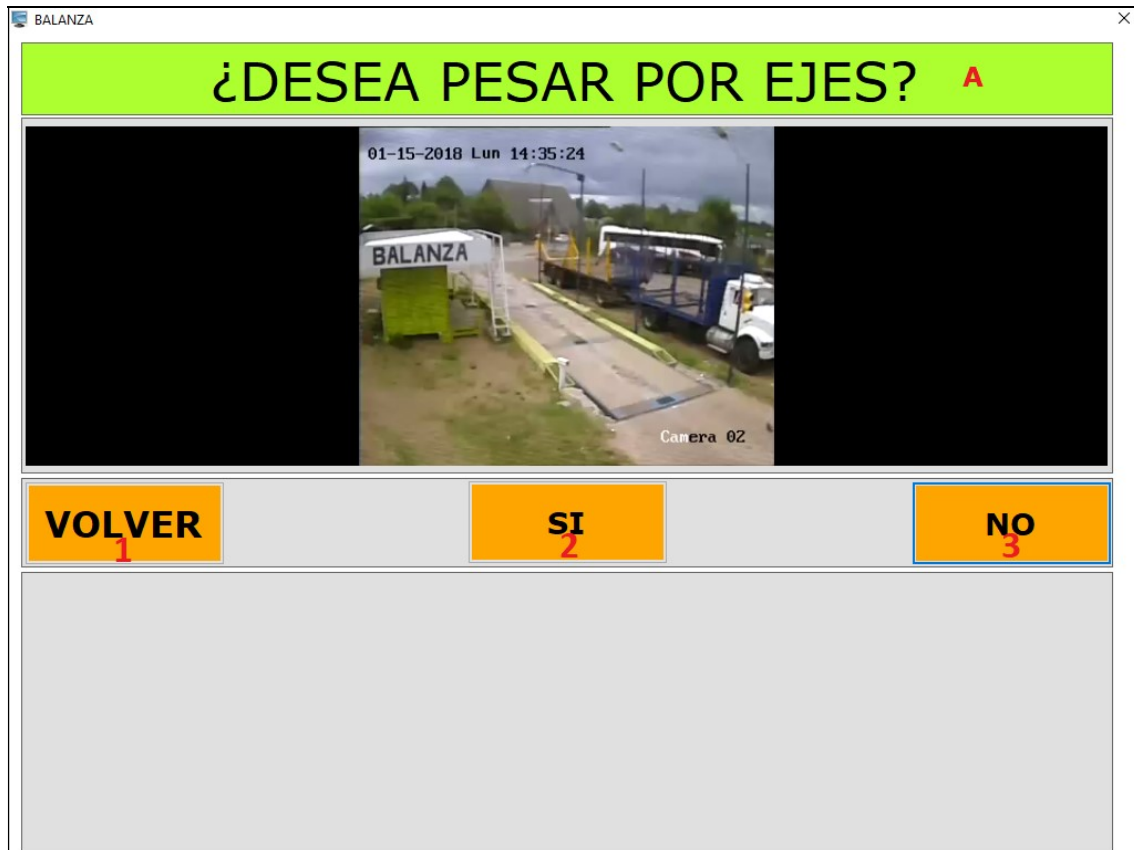 BALANZA
¿DESEA PESAR POR EJES? A
01-15-2018 Lun 14:35:24
BALANZA
Camera 02
VOLVER SI NO
1 2 3